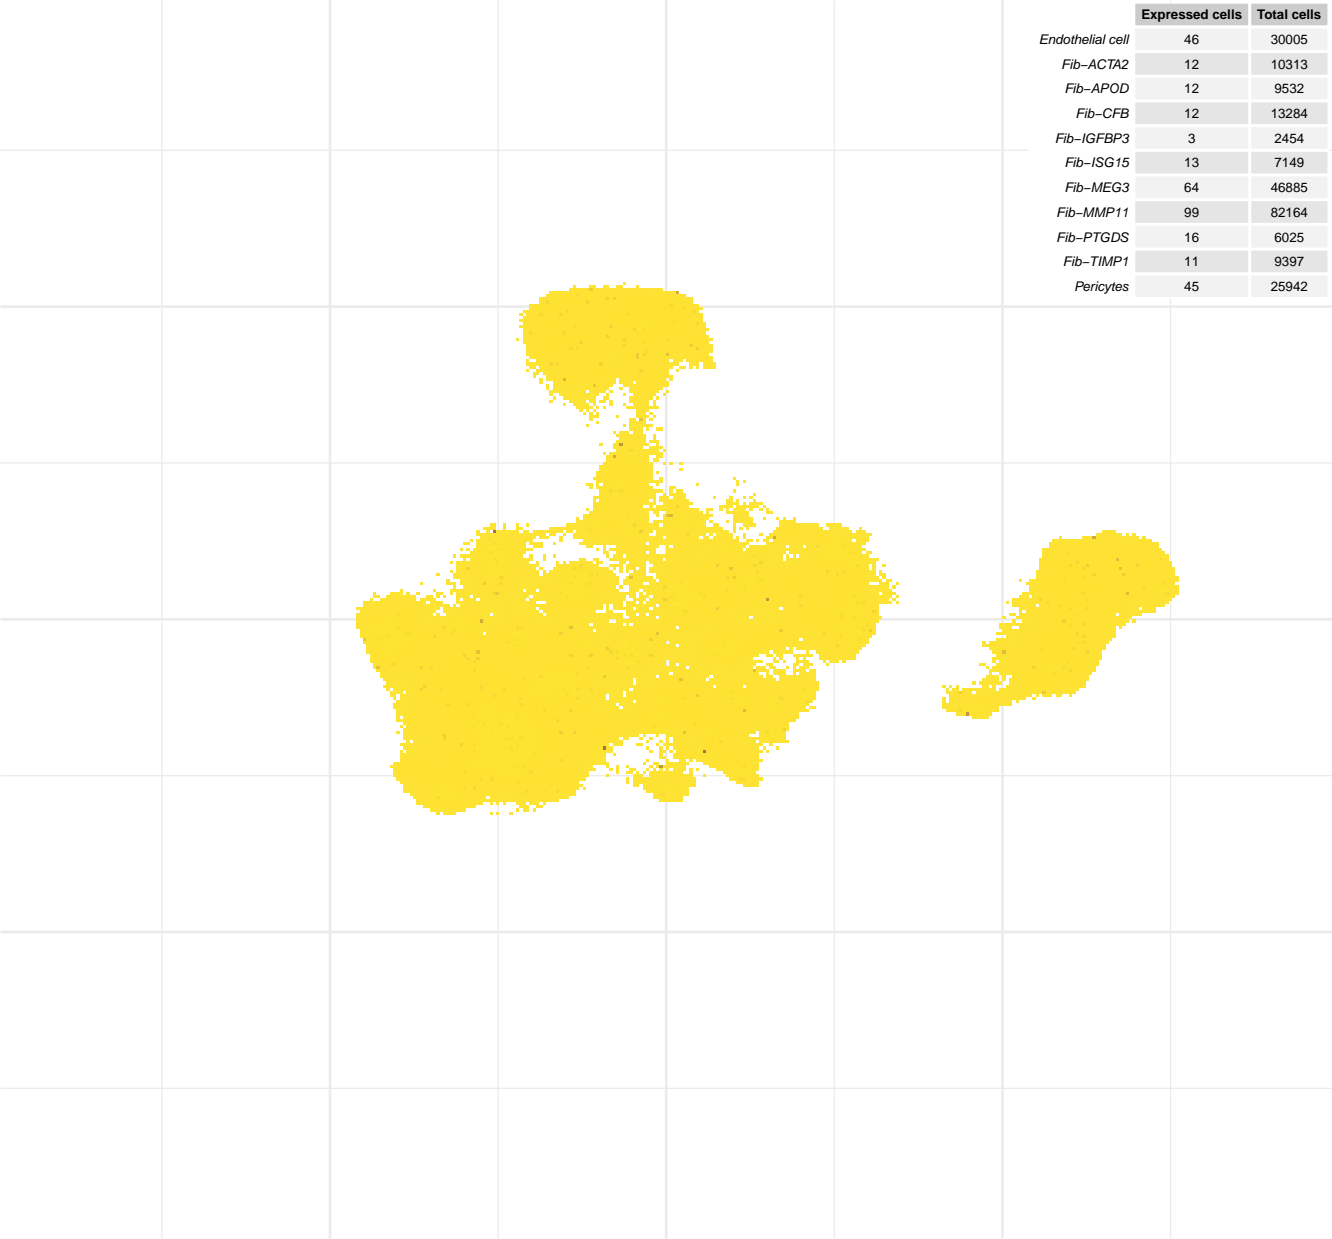 Expressed cells Total cells
Endothelial cell 46 30005
Fib−ACTA2 12 10313
Fib−APOD 12 9532
Fib−CFB 12 13284
Fib−IGFBP3 3 2454
Fib−ISG15 13 7149
Fib−MEG3 64 46885
Fib−MMP11 99 82164
Fib−PTGDS 16 6025
Fib−TIMP1 11 9397
Pericytes 45 25942